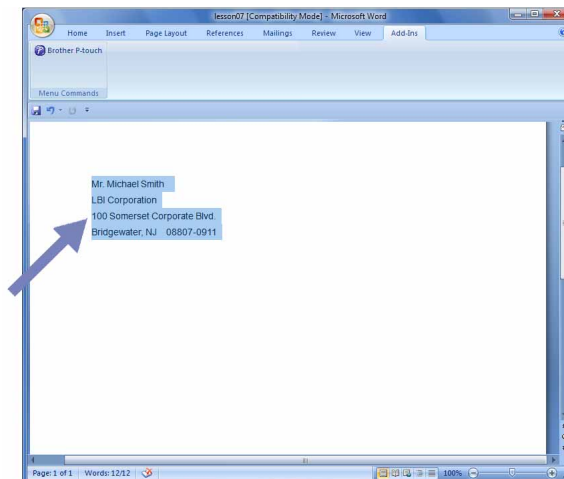 lesson07 [Compatibility Mode] - Microsoft Word
Home Insert Page Layout References Mailings Review View Add-Ins
Brother P-touch
Menu Commands
Mr. Michael Smith
LBI Corporation
100 Somerset Corporate Blvd.
Bridgewater, NJ 08807-0911
Page: 1 of 1 Words: 12/12 100%